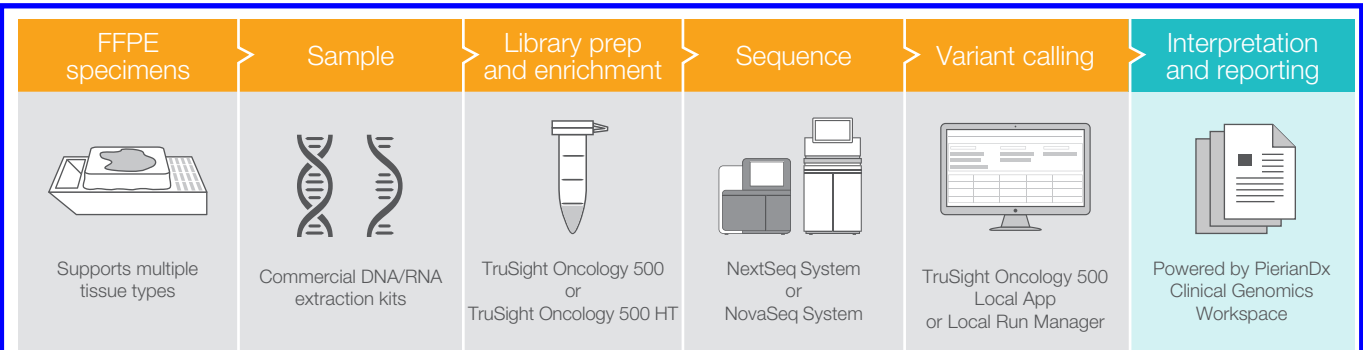 FFPE
specimens
Sample
Library prep
and enrichment
Sequence
Variant calling
Interpretation
and reporting
Supports multiple
tissue types
Commercial DNA/RNA
extraction kits
TruSight Oncology 500
or
TruSight Oncology 500 HT
NextSeq System
or
NovaSeq System
TruSight Oncology 500
Local App
or Local Run Manager
Powered by PierianDx
Clinical Genomics
Workspace